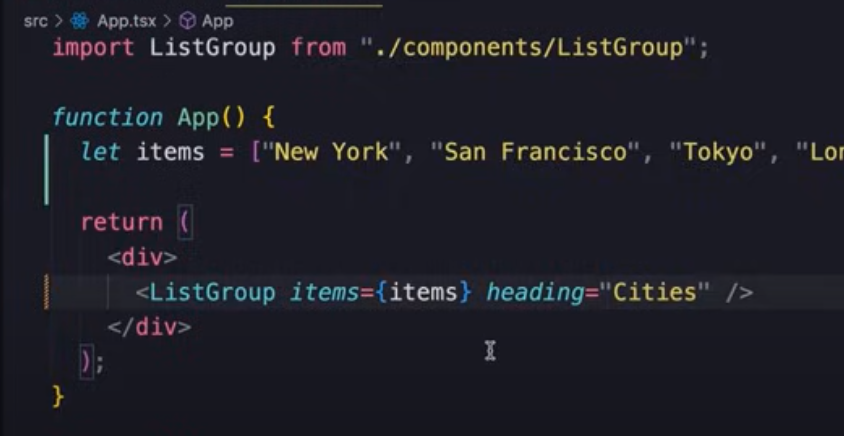 src > App.tsx > App
import ListGroup from "./components/ListGroup";
function App() {
let items = ["New York", "San Francisco", "Tokyo", "Lon
return (
<div>
<ListGroup items={items} heading="Cities" />
</div>
);
}